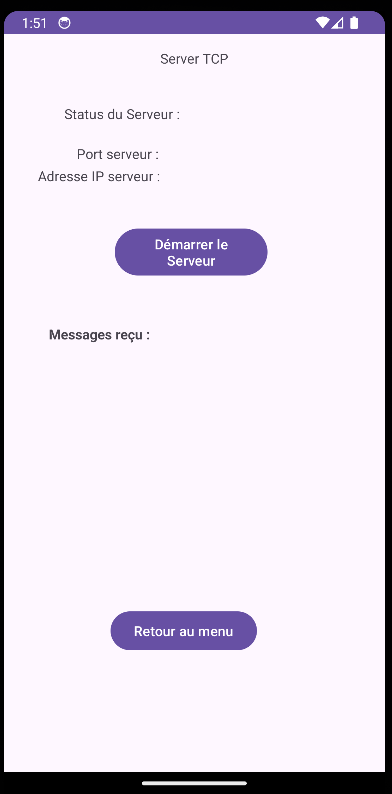 1:51
Server TCP
Status du Serveur :
Port serveur :
Adresse IP serveur :
Démarrer le
Serveur
Messages reçu :
Retour au menu